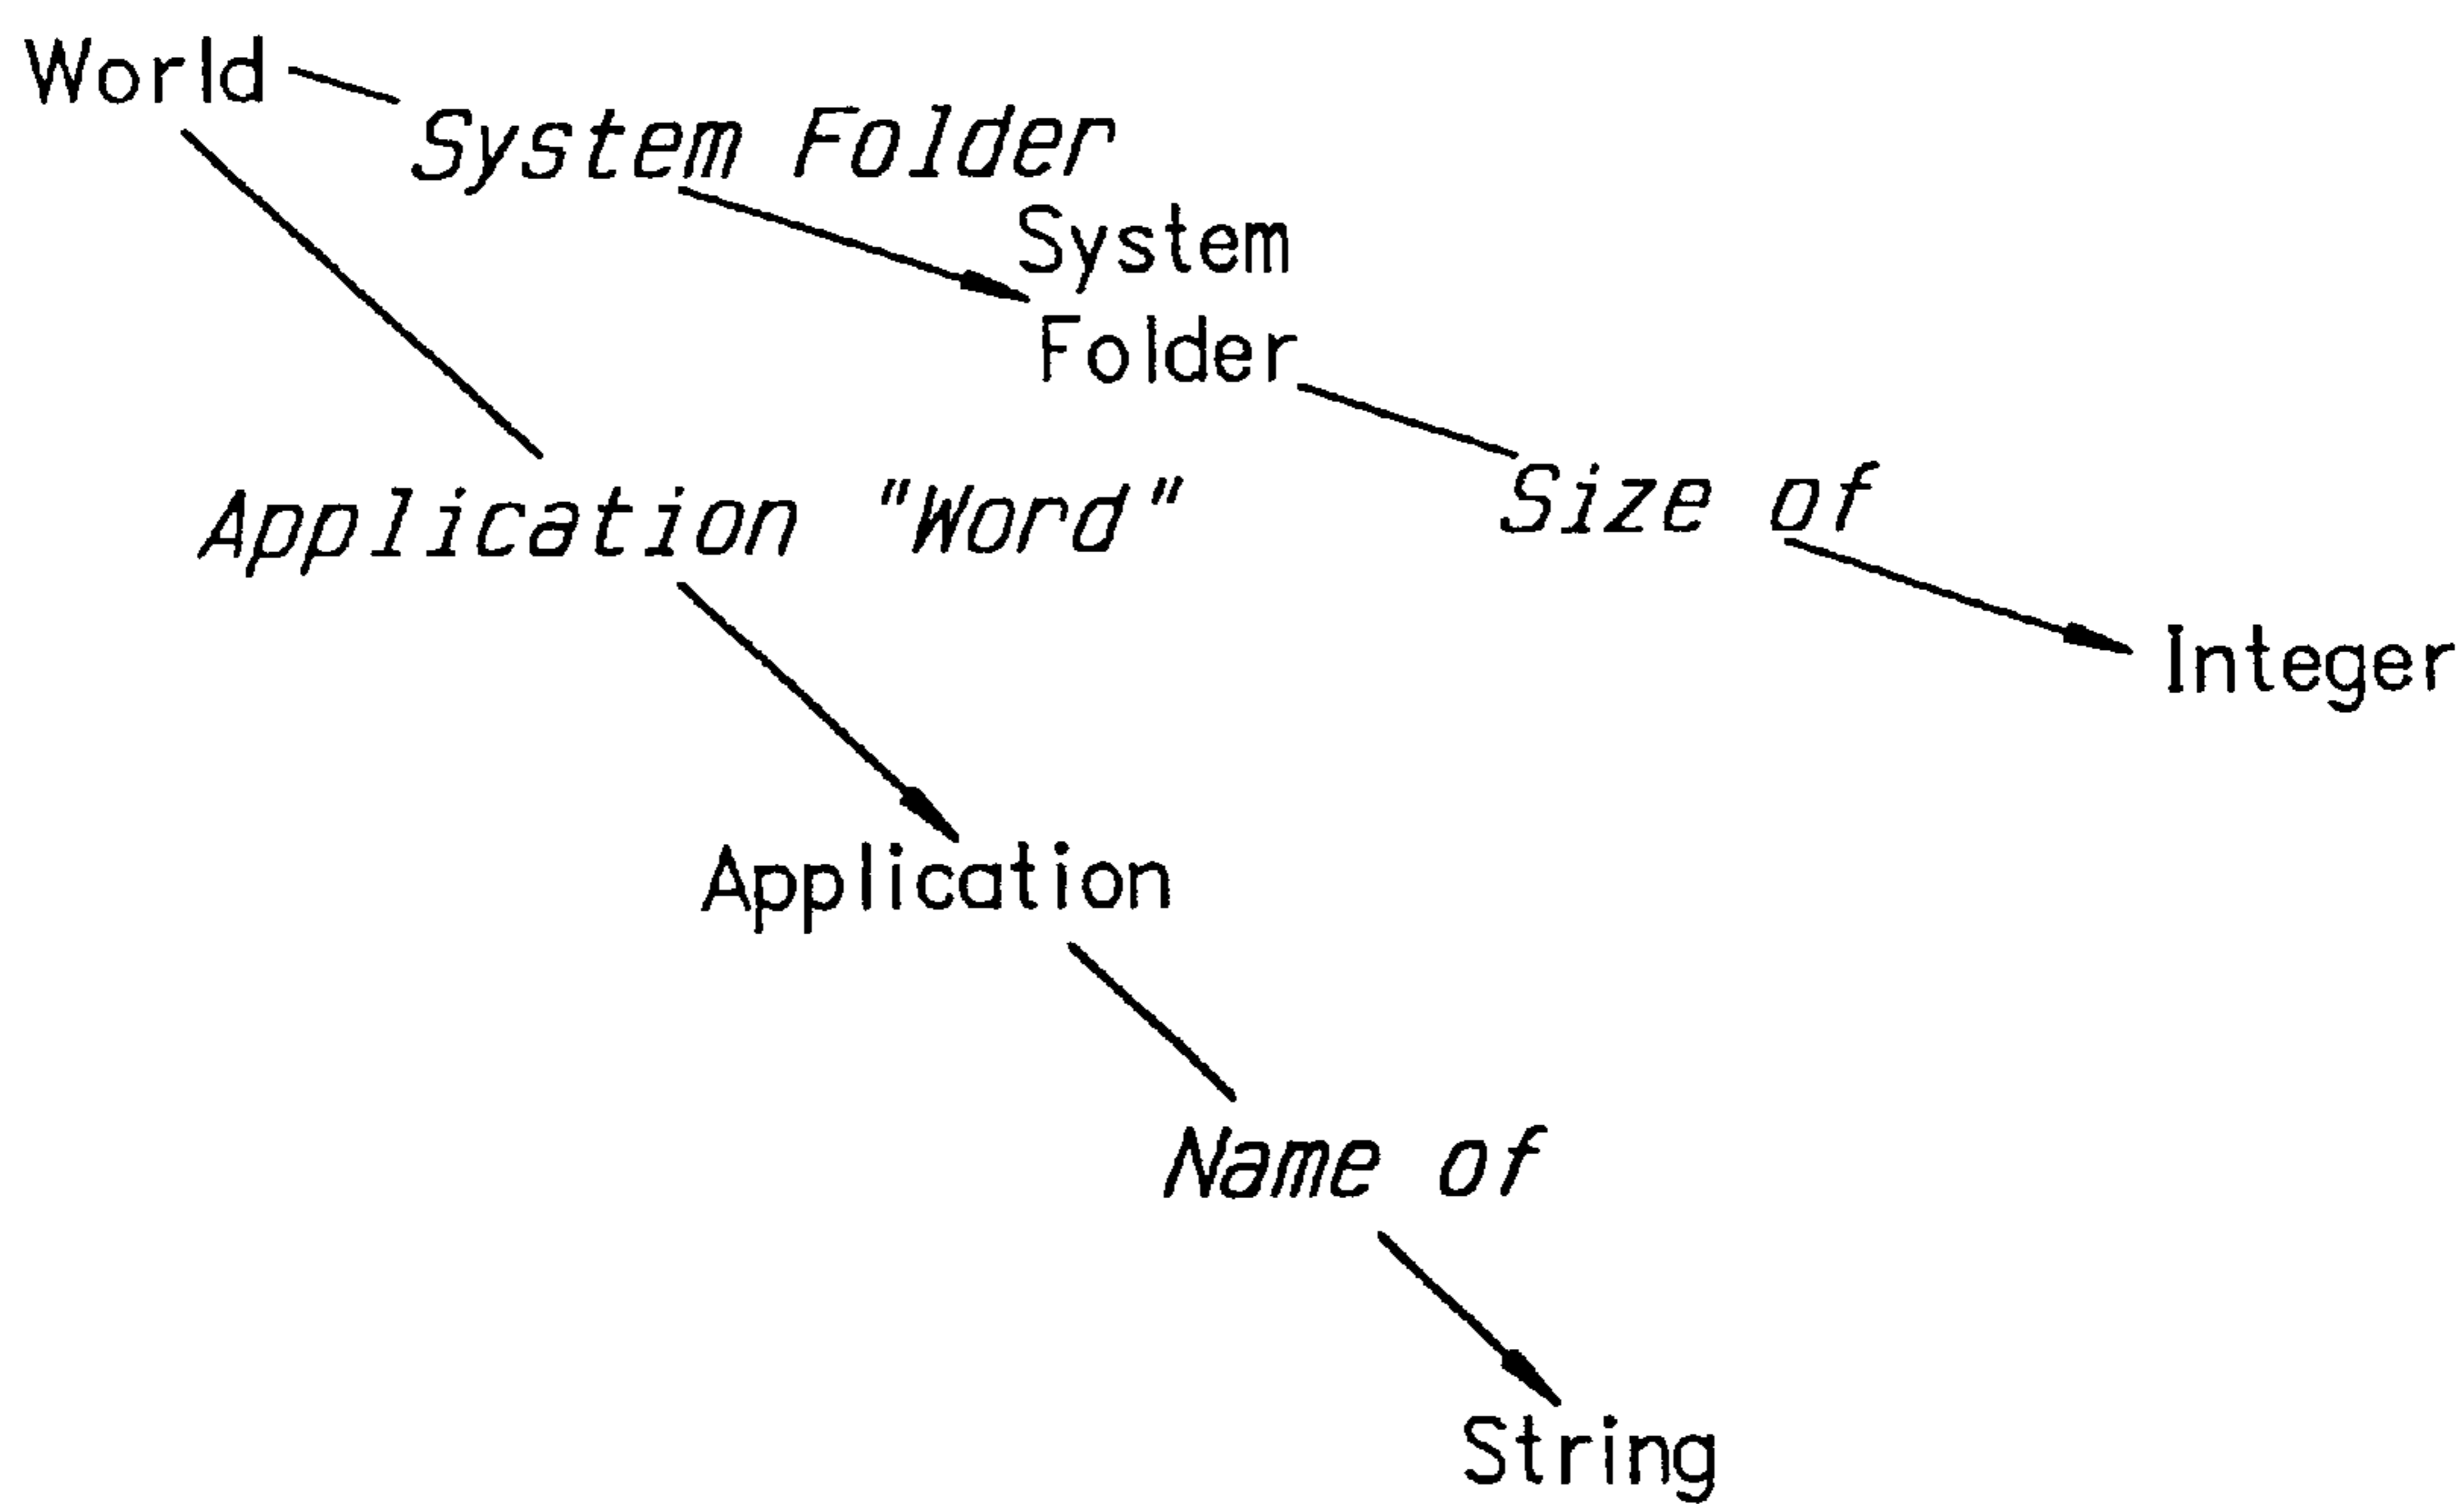 World
System Folder
System
Folder
Application "Word"
Size of
Integer
Application
Name of
String